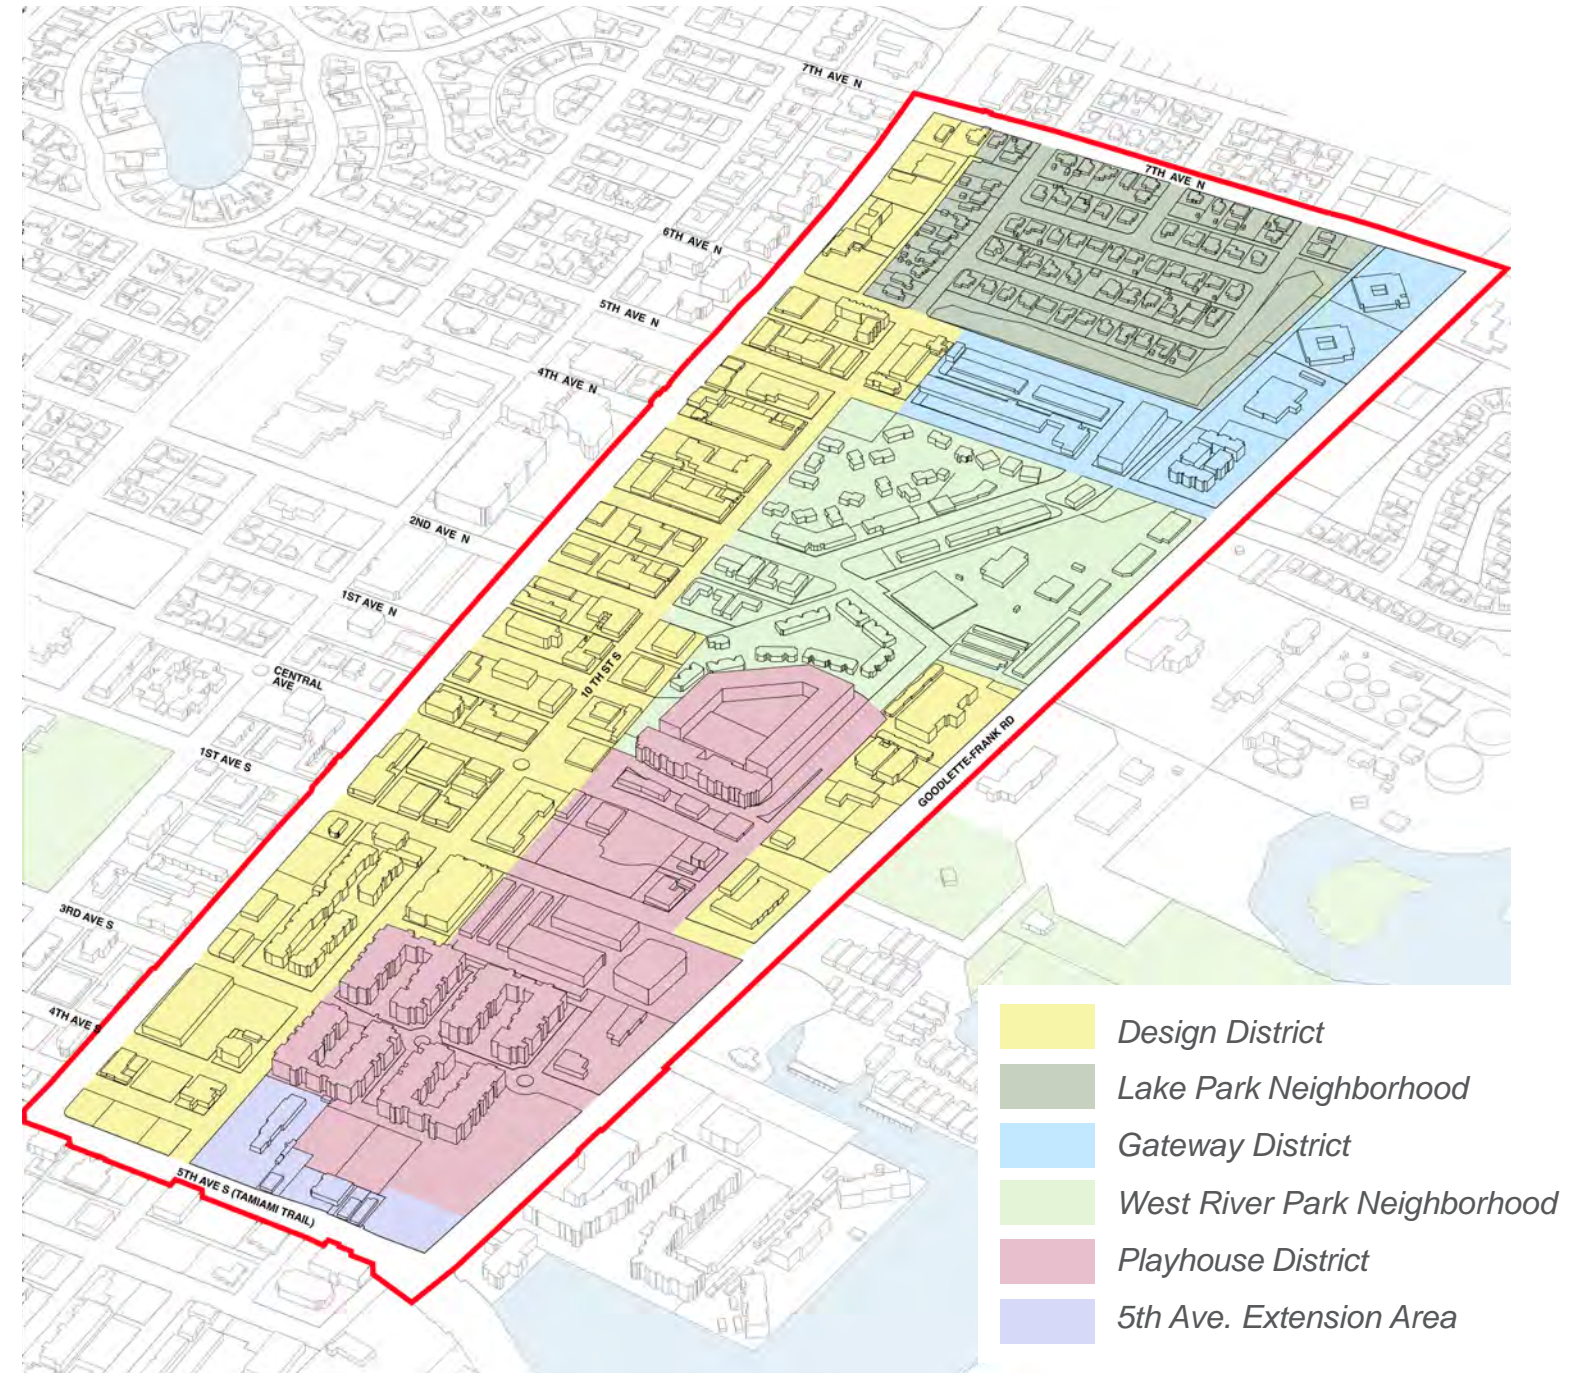 7TH AVE N
7TH AVE N
6TH AVE N
5TH AVE N
4TH AVE N
2ND AVE N
1ST AVE N
10 TH ST S
CENTRAL
AVE
GOODLETTE-FRANK RD
1ST AVE S
3RD AVE S
4TH AVE S
5TH AVE S (TAMIAMI TRAIL)
Design District
Lake Park Neighborhood
Gateway District
West River Park Neighborhood
Playhouse District
5th Ave. Extension Area